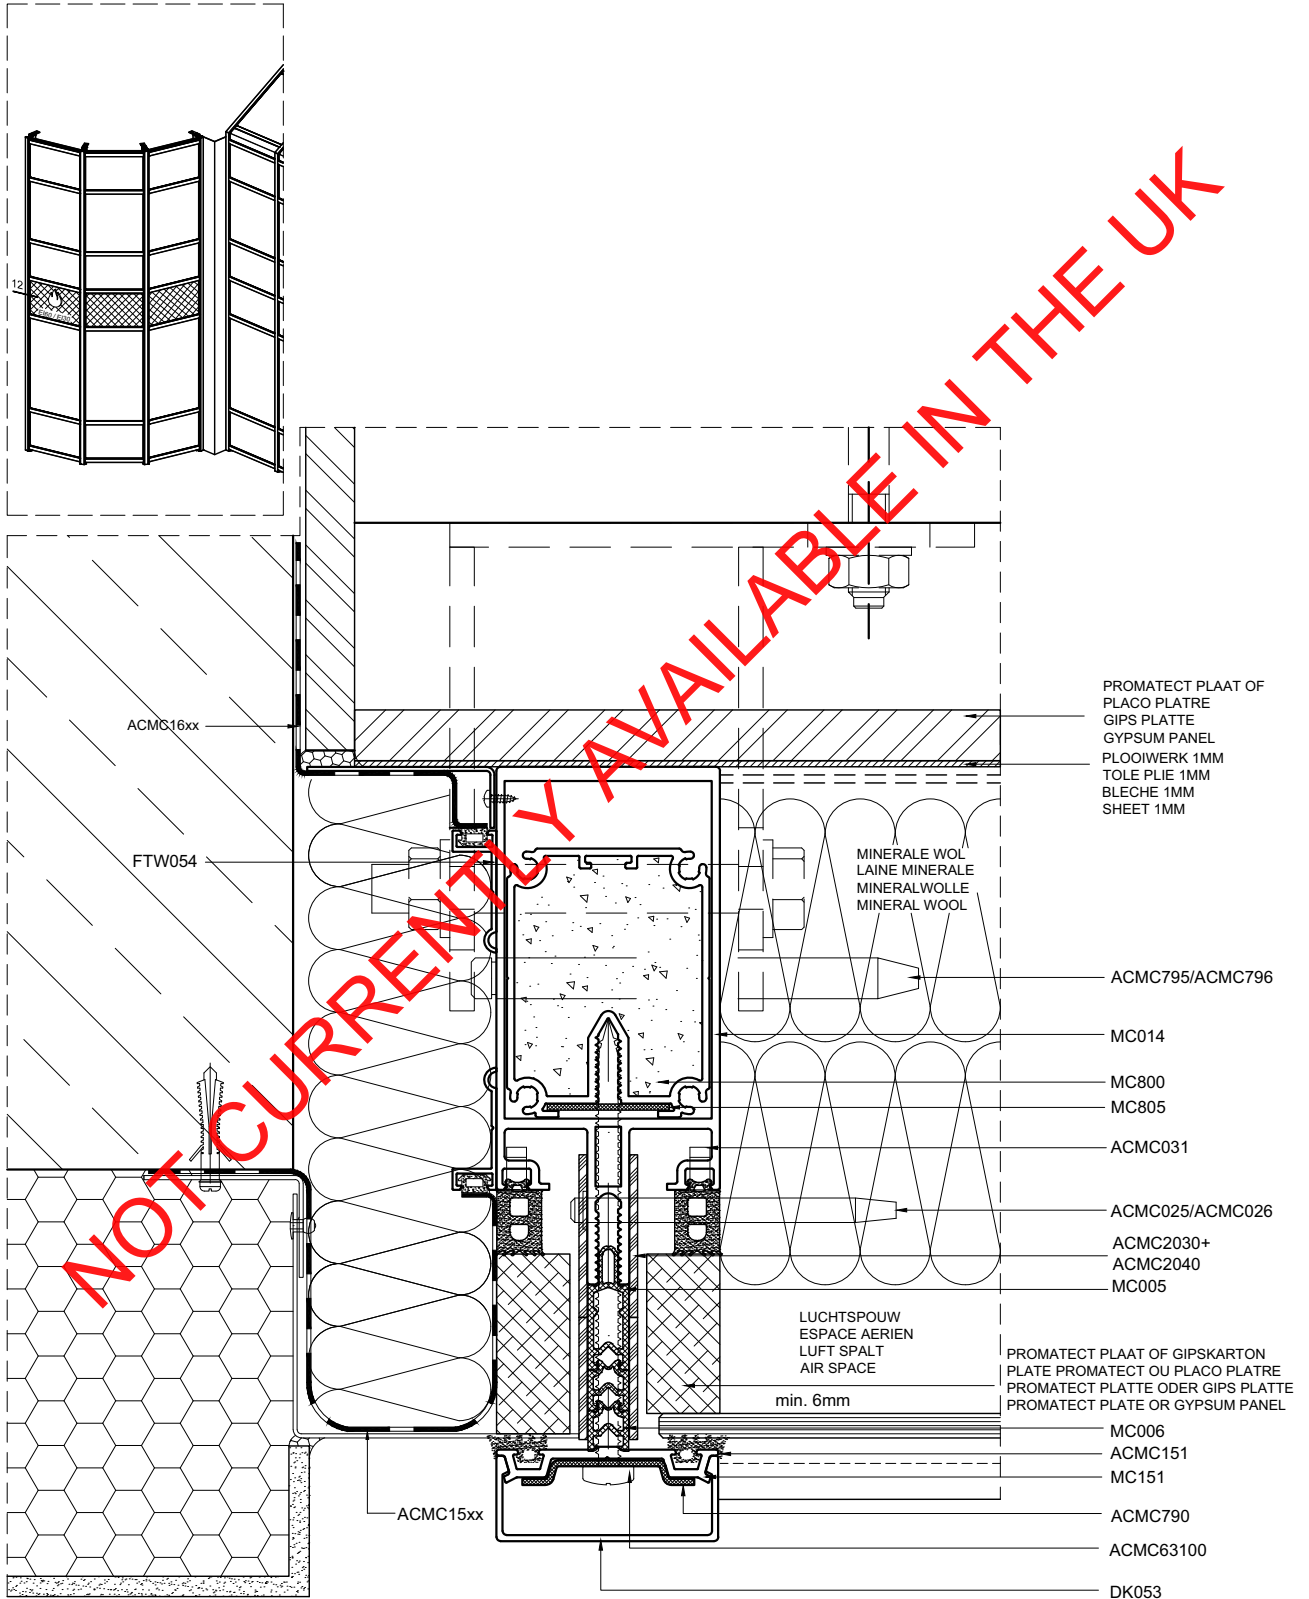 12
EI60 / EI30
NOT CURRENTLY AVAILABLE IN THE UK
ACMC16xx
FTW054
PROMATECT PLAAT OF
PLACO PLATRE
GIPS PLATTE
GYPSUM PANEL
PLOOIWERK 1MM
TOLE PLIE 1MM
BLECHE 1MM
SHEET 1MM
MINERALE WOL
LAINE MINERALE
MINERALWOLLE
MINERAL WOOL
ACMC795/ACMC796
MC014
MC800
MC805
ACMC031
ACMC025/ACMC026
ACMC2030+
ACMC2040
MC005
LUCHTSPOUW
ESPACE AERIEN
LUFT SPALT
AIR SPACE
min. 6mm
PROMATECT PLAAT OF GIPSKARTON
PLATE PROMATECT OU PLACO PLATRE
PROMATECT PLATTE ODER GIPS PLATTE
PROMATECT PLATE OR GYPSUM PANEL
MC006
ACMC151
MC151
ACMC15xx
ACMC790
ACMC63100
DK053